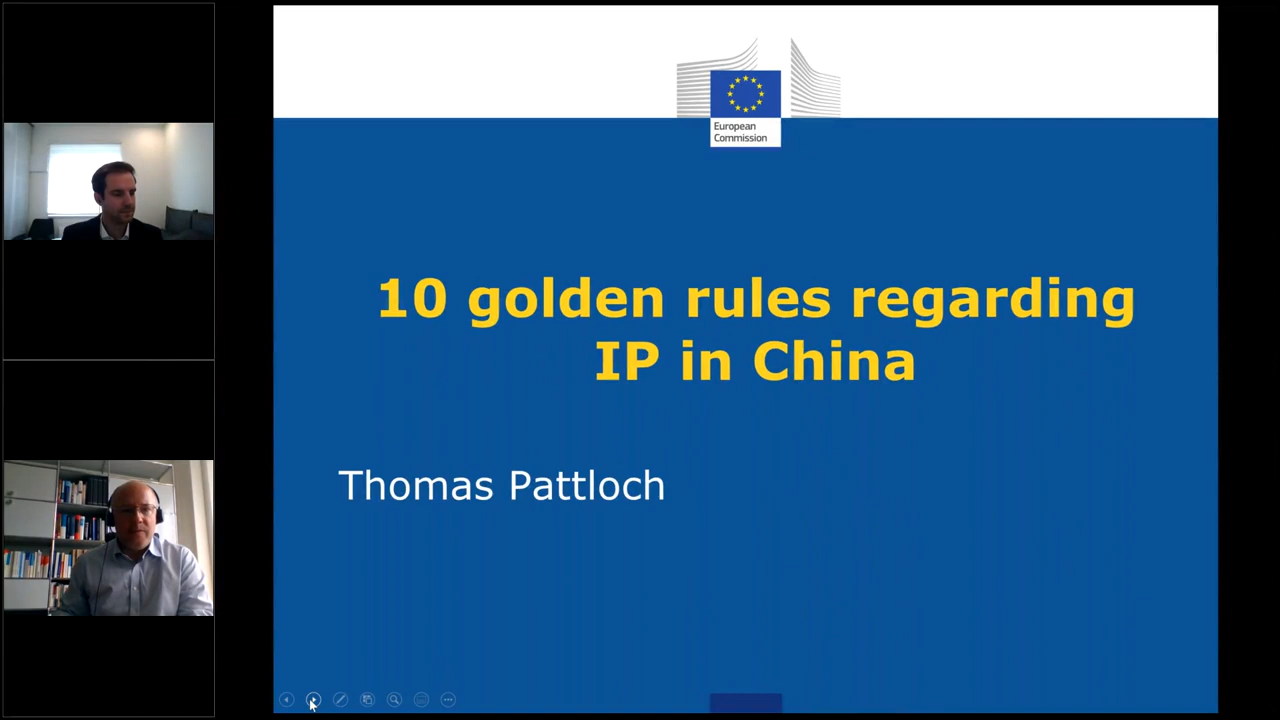 European
Commission
10 golden rules regarding
IP in China
Thomas Pattloch